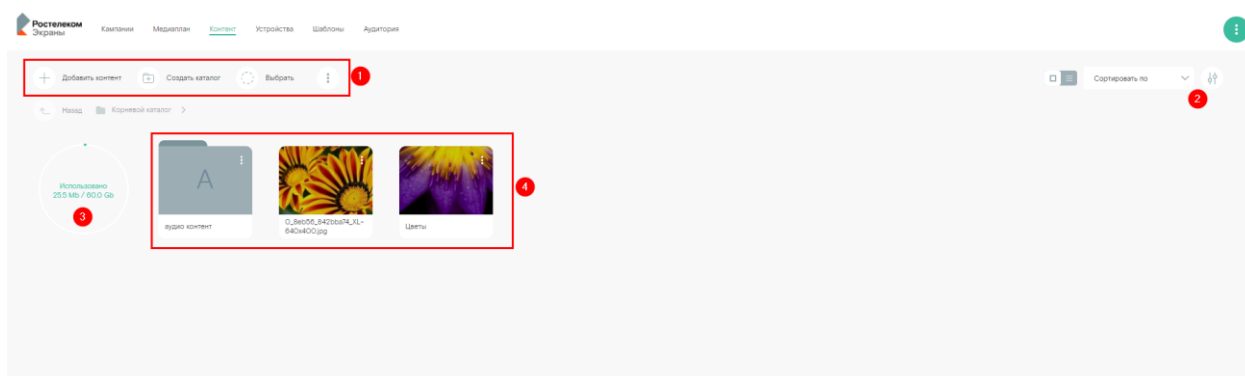 Ростелеком
Экраны
Кампании Медиаплан Контент Устройства Шаблоны Аудитория
Добавить контент Создать каталог Выбрать 1
Сортировать по
2
Назад Корневой каталог
Использовано
25.5 Mb / 60.0 Gb
3
A
аудио контент
0_8eb56_842bba74_XL-
640x400.jpg
Цветы
4